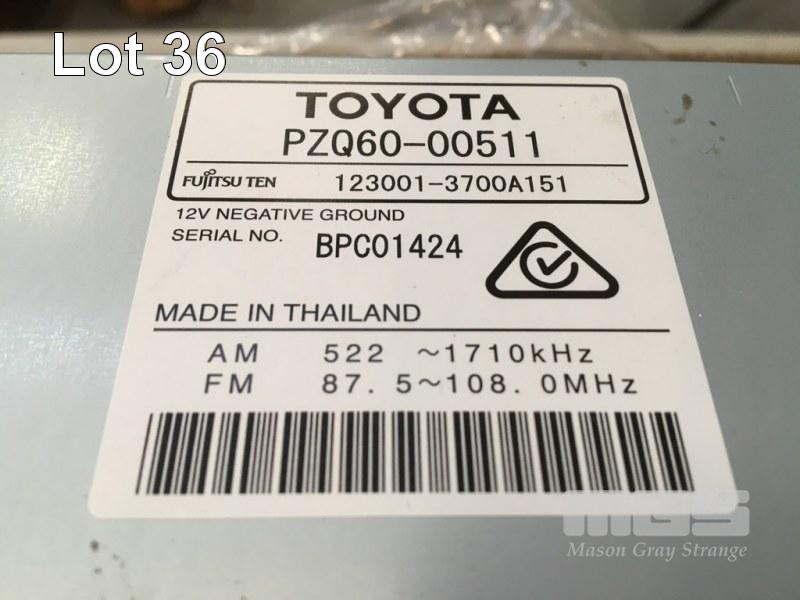 Lot 36
TOYOTA
PZQ60-00511
FUJITSU TEN 123001-3700A151
12V NEGATIVE GROUND
SERIAL NO. BPC01424
MADE IN THAILAND
AM 522 ~1710kHz
FM 87.5~108.0MHz
MGS
Mason Gray Strange